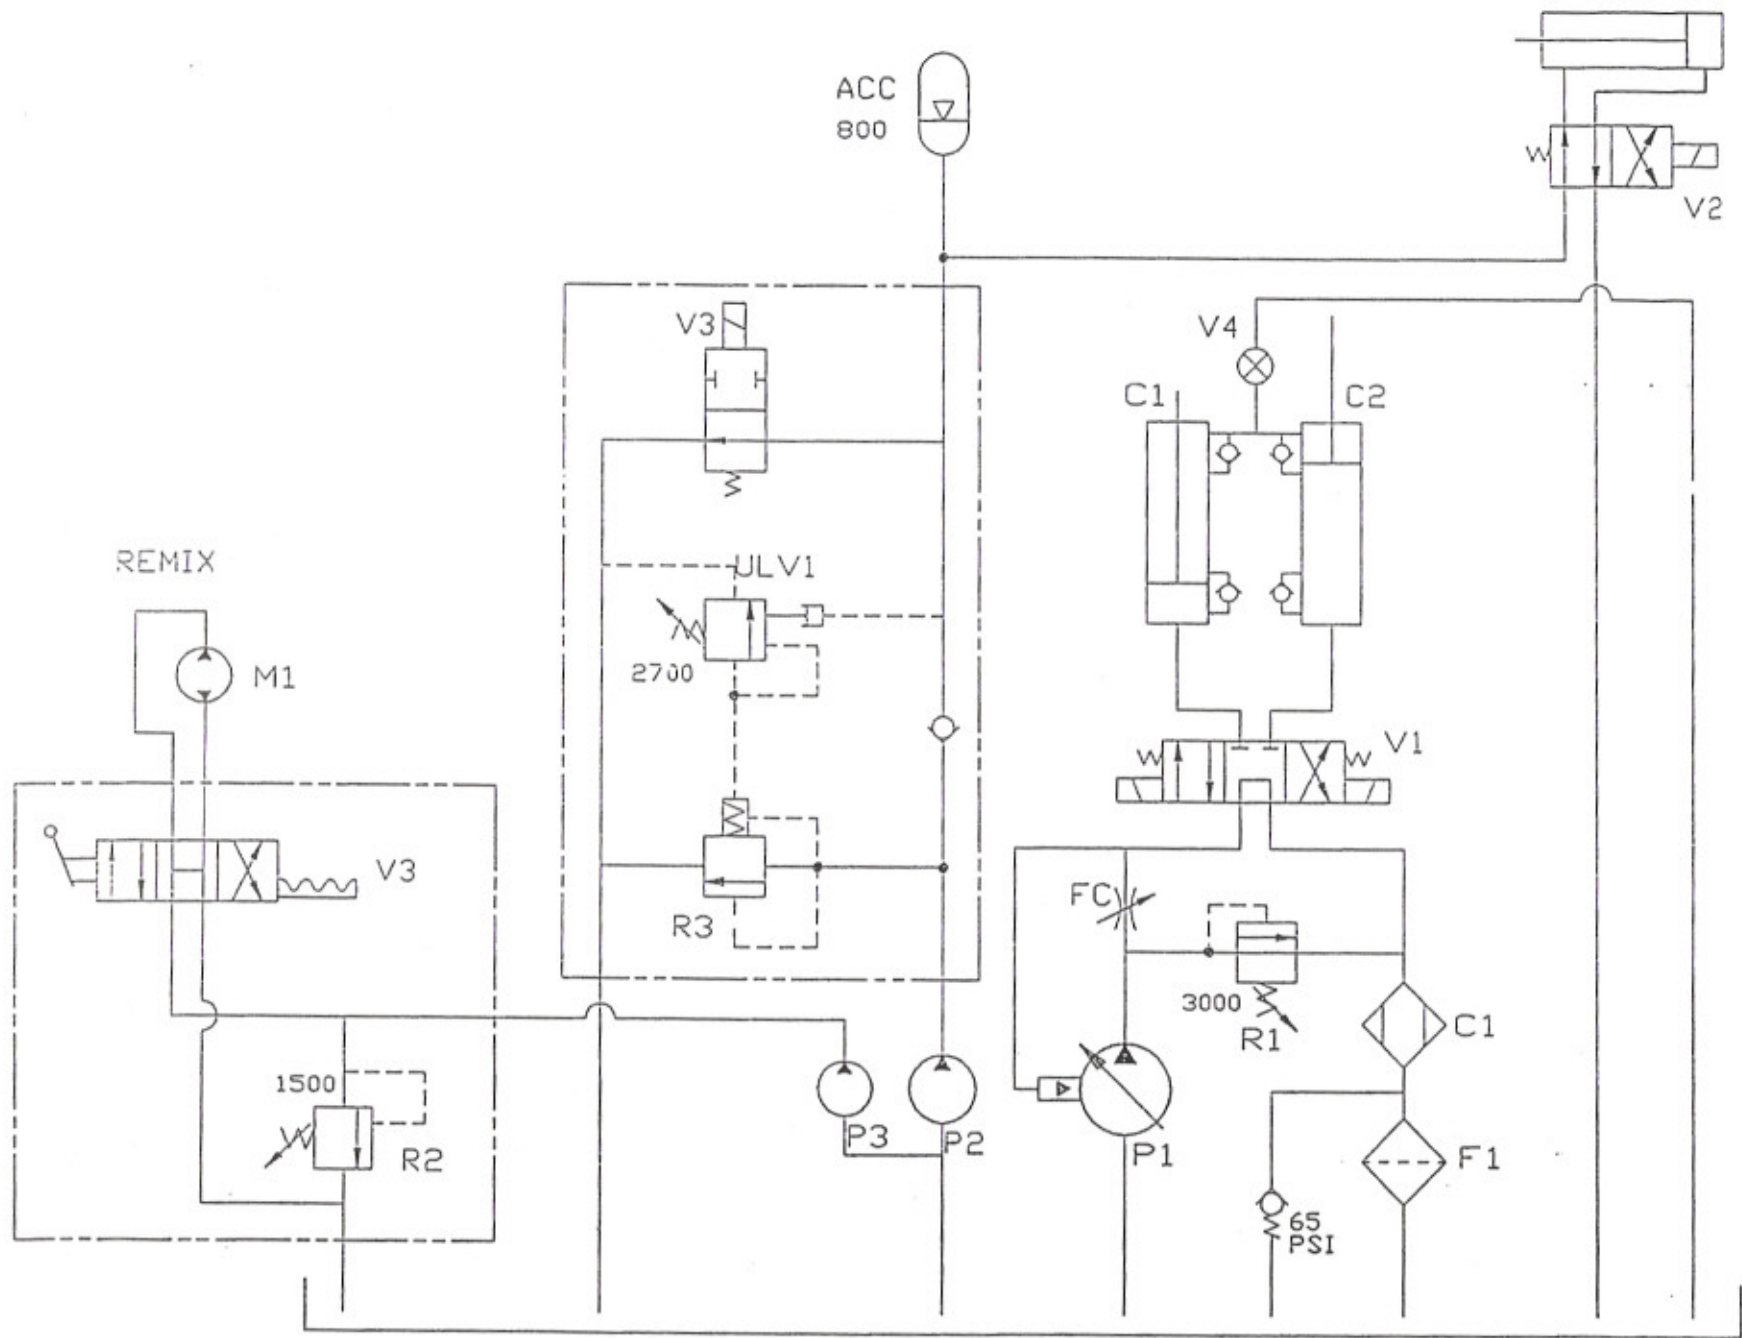 ACC
800
V2
V3
V4
C1
C2
REMIX
ULV1
2700
M1
V1
V3
FC
R3
3000
R1
C1
1500
R2
P3
P2
P1
F1
65
PSI